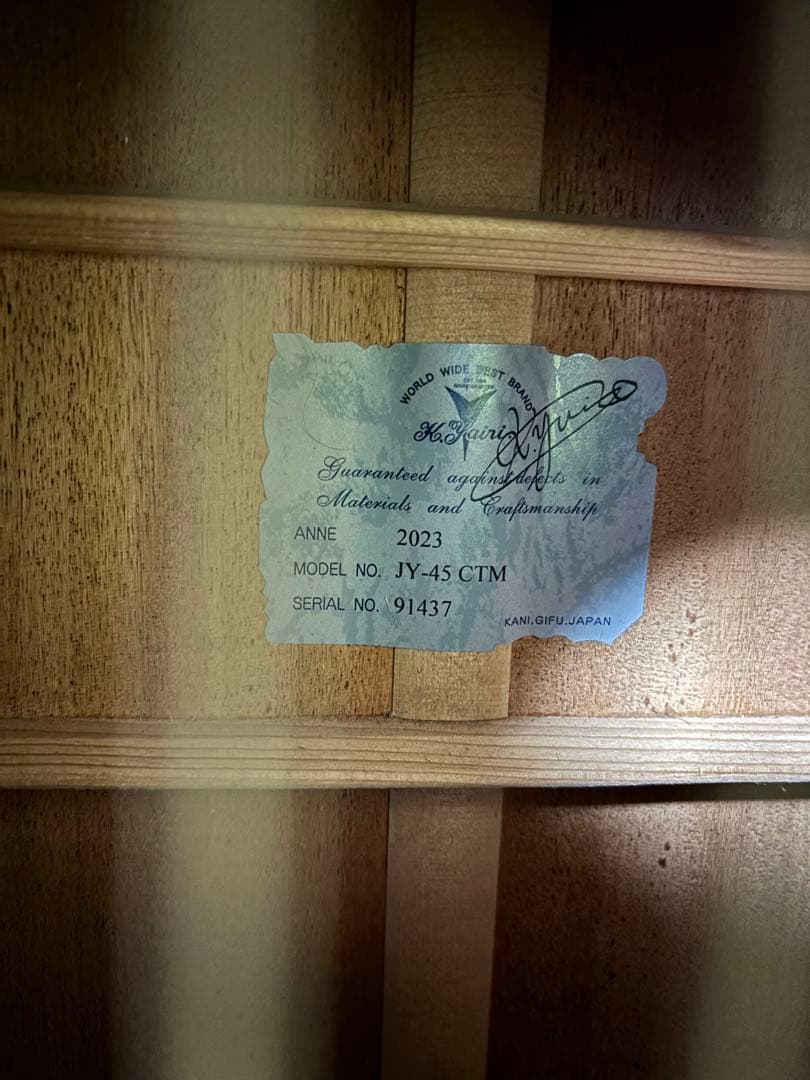 WORLD WIDE BEST BRAND
K.Yairi
K.Yairi
Guaranteed against defects in
Materials and Craftsmanship
ANNE 2023
MODEL NO. JY-45 CTM
SERIAL NO. 91437
KANI.GIFU.JAPAN